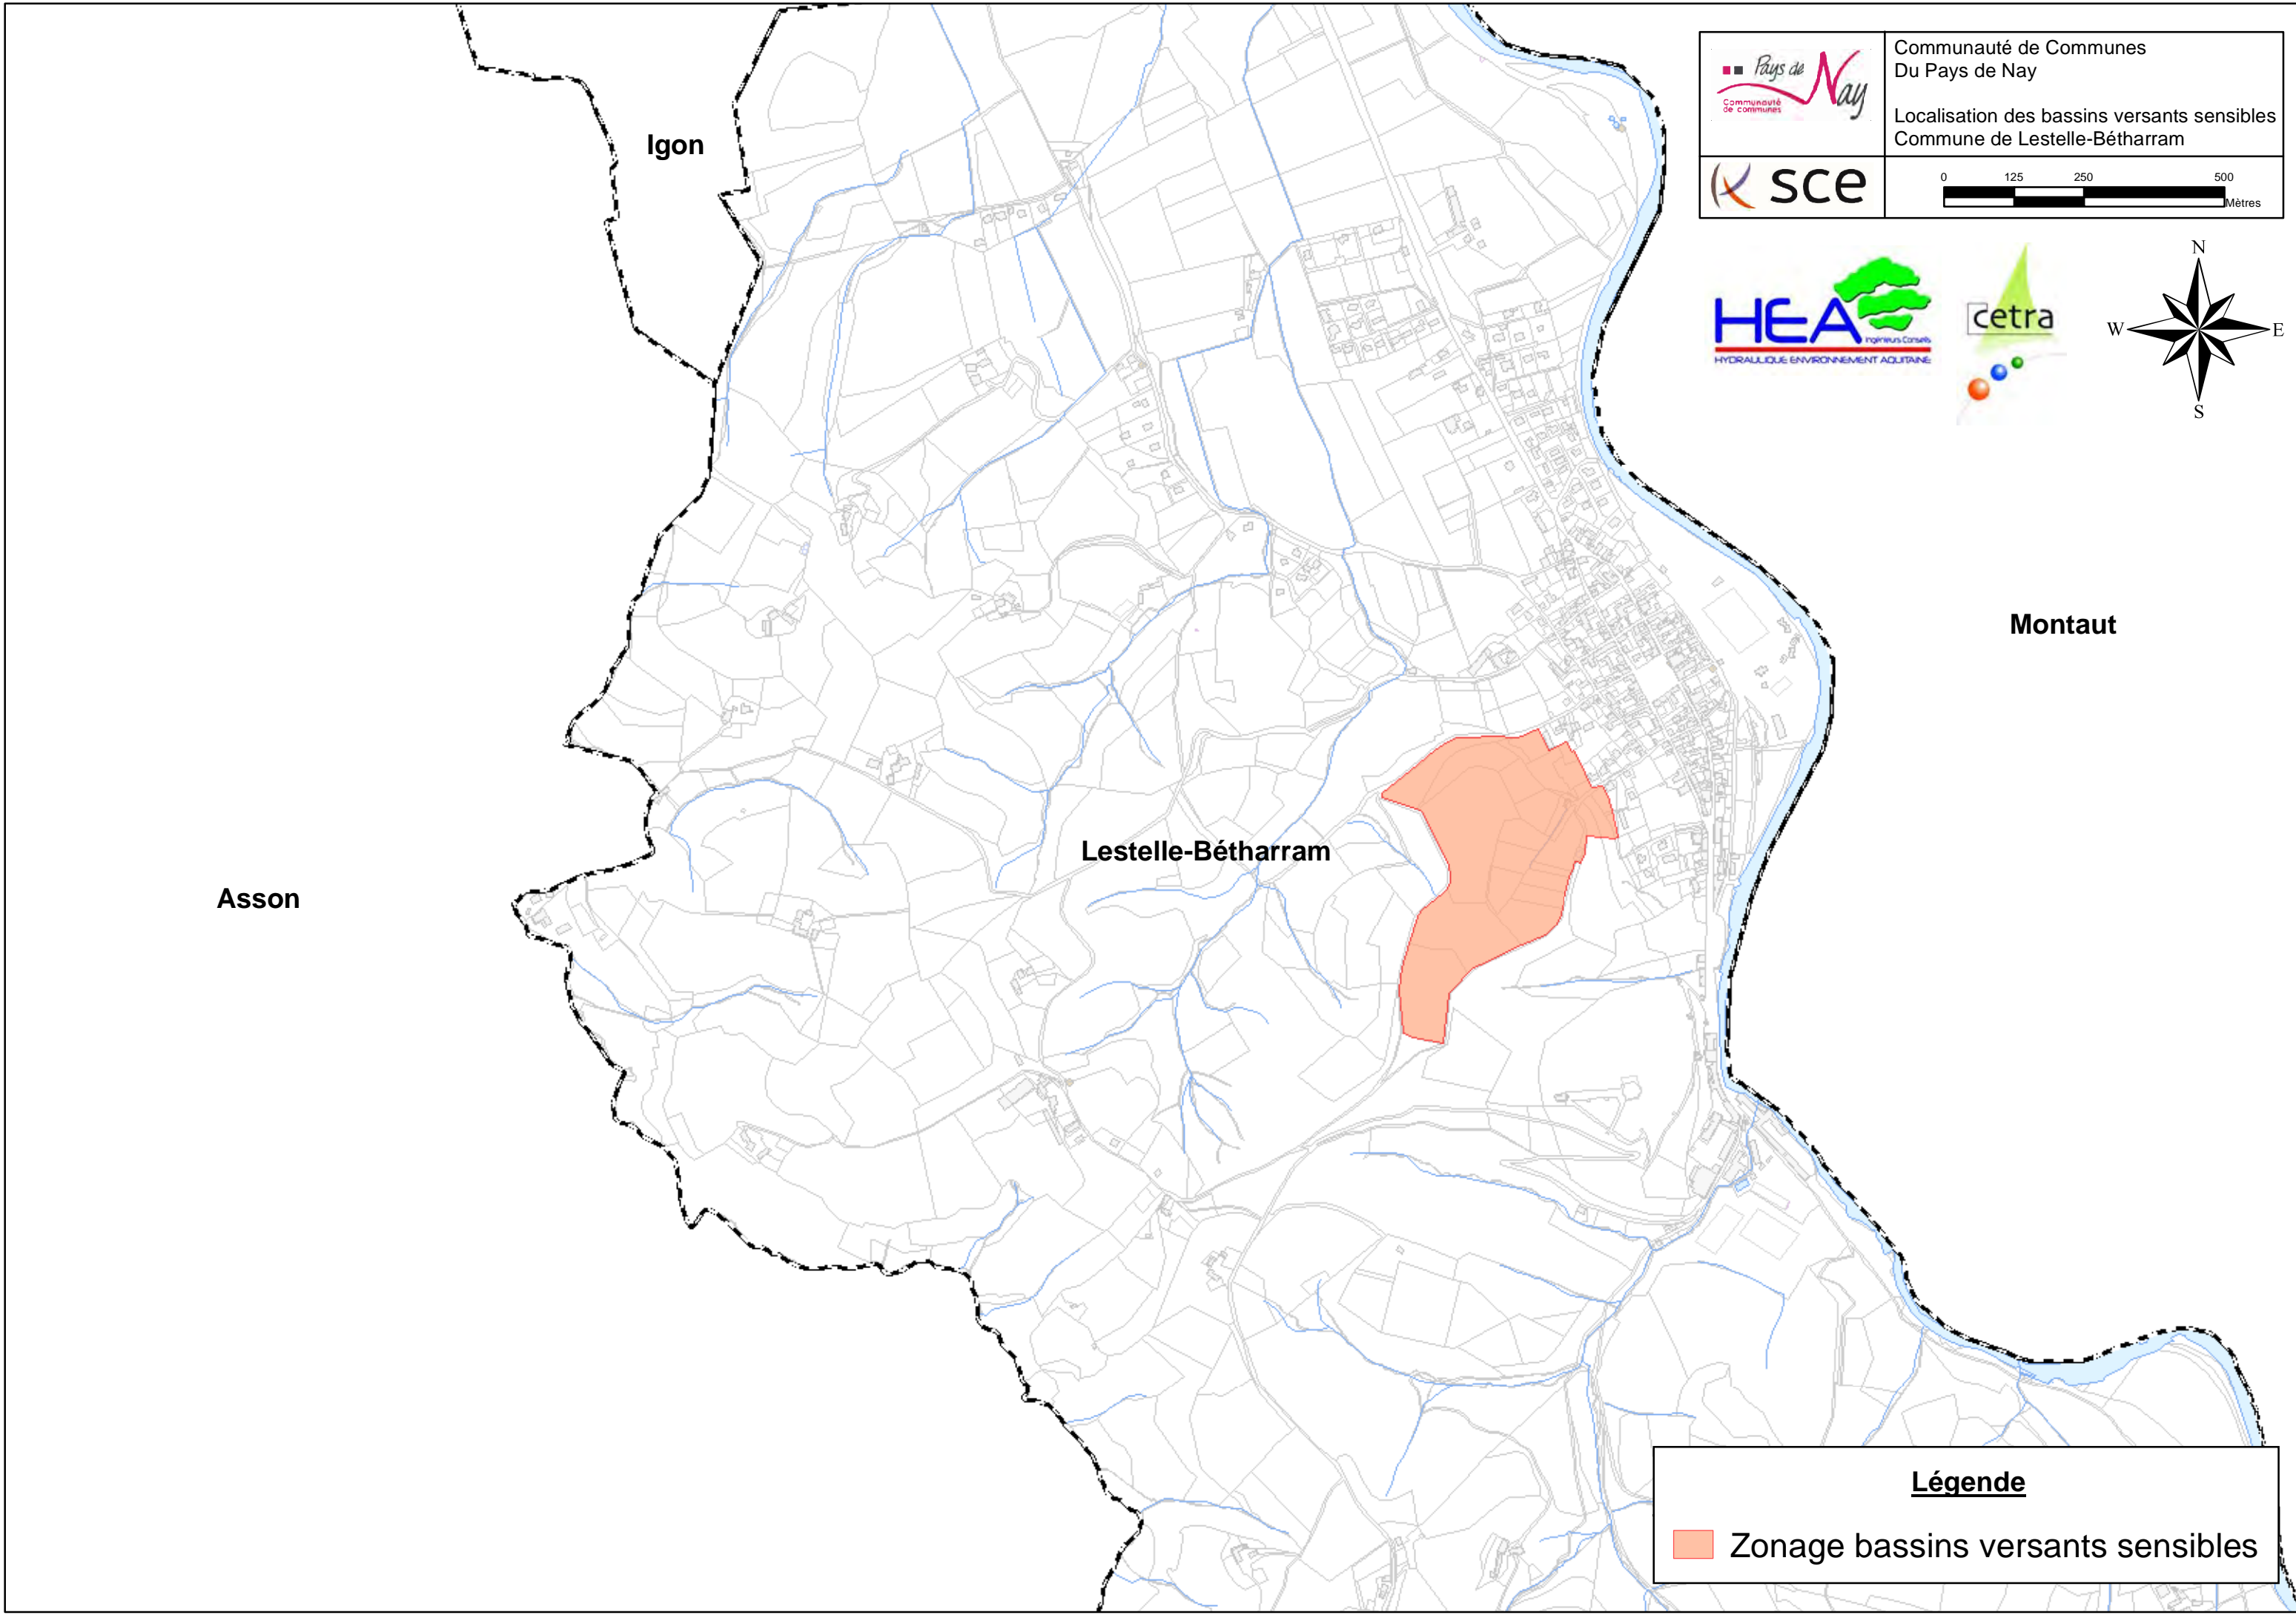 Pays de Nay
Communauté
de communes
Communauté de Communes
Du Pays de Nay
Localisation des bassins versants sensibles
Commune de Lestelle-Bétharram
sce
0 125 250 500
Mètres
HEA
Ingénieurs Conseils
HYDRAULIQUE ENVIRONNEMENT AQUITAINE
cetra
N
W E
S
Igon
Montaut
Lestelle-Bétharram
Asson
Légende
Zonage bassins versants sensibles